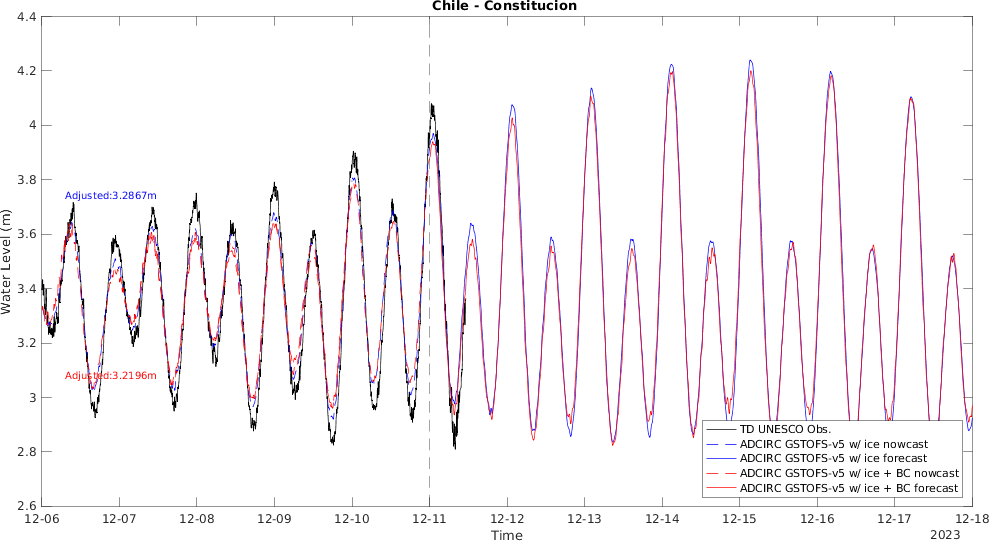 Chile - Constitucion
4.4
4.2
4
3.8
3.6
3.4
3.2
3
2.8
2.6
Water Level (m)
Adjusted:3.2867m
Adjusted:3.2196m
TD UNESCO Obs.
ADCIRC GSTOFS-v5 w/ ice nowcast
ADCIRC GSTOFS-v5 w/ ice forecast
ADCIRC GSTOFS-v5 w/ ice + BC nowcast
ADCIRC GSTOFS-v5 w/ ice + BC forecast
12-06 12-07 12-08 12-09 12-10 12-11 12-12 12-13 12-14 12-15 12-16 12-17 12-18
Time
2023